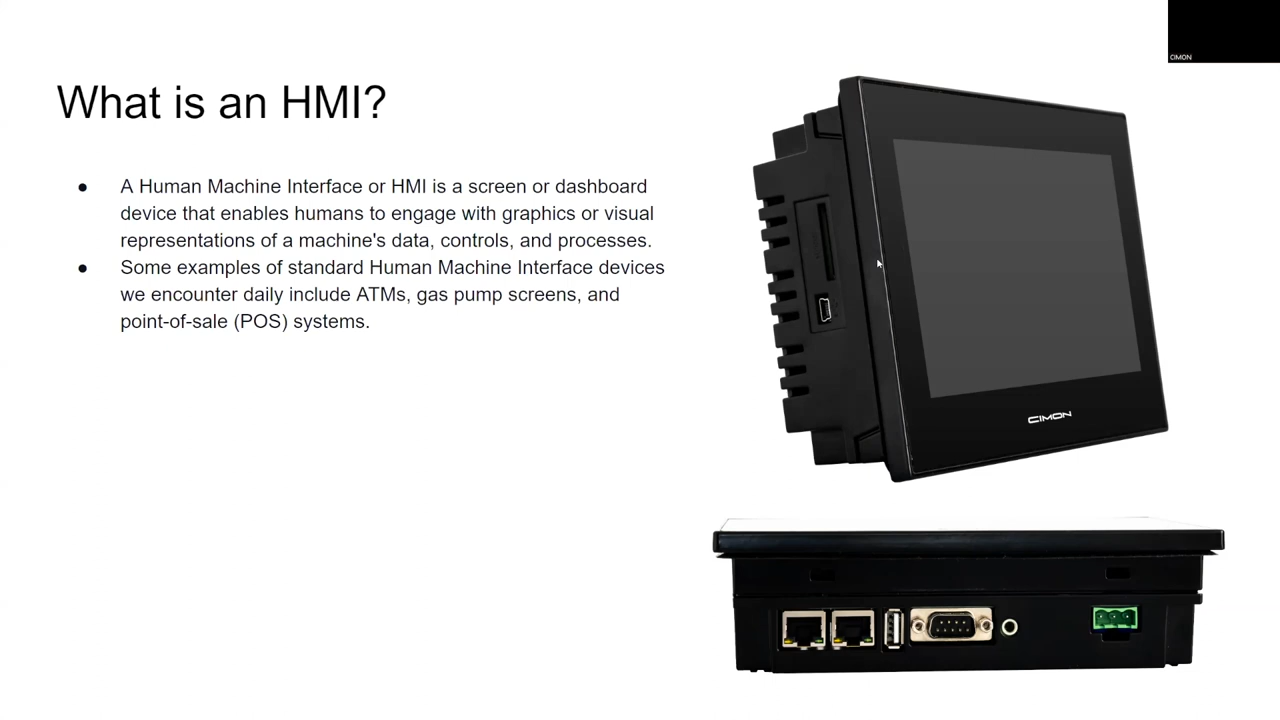 CIMON
What is an HMI?
● A Human Machine Interface or HMI is a screen or dashboard
device that enables humans to engage with graphics or visual
representations of a machine's data, controls, and processes.
● Some examples of standard Human Machine Interface devices
we encounter daily include ATMs, gas pump screens, and
point-of-sale (POS) systems.
CIMON